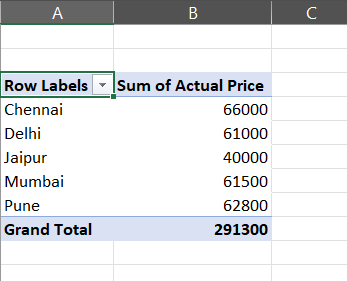 A B C
Row Labels Sum of Actual Price
Chennai 66000
Delhi 61000
Jaipur 40000
Mumbai 61500
Pune 62800
Grand Total 291300